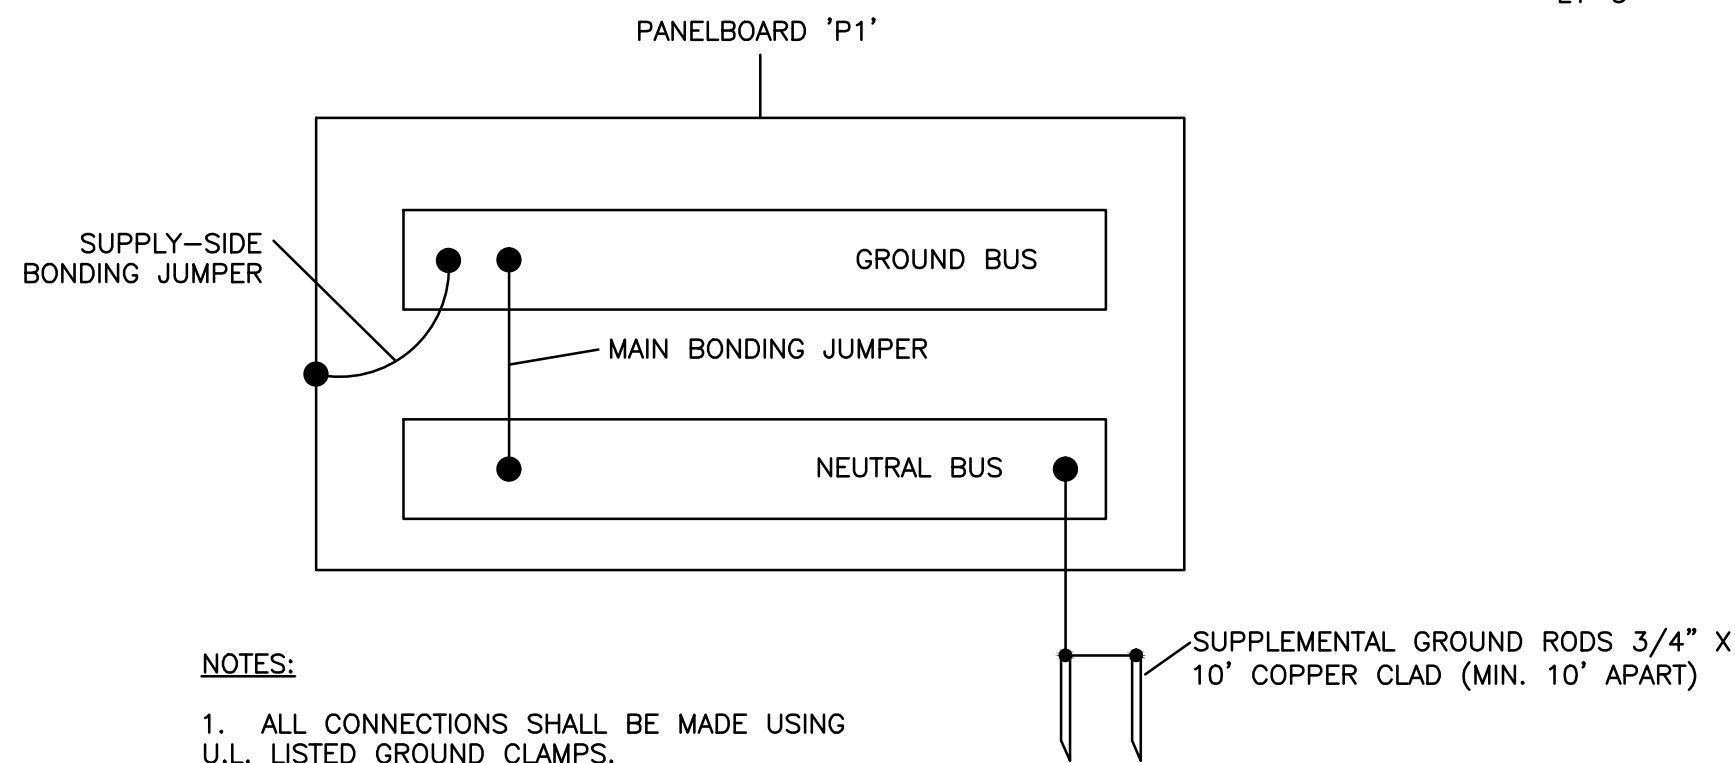 PANELBOARD 'P1'
SUPPLY-SIDE
BONDING JUMPER
GROUND BUS
MAIN BONDING JUMPER
NEUTRAL BUS
SUPPLEMENTAL GROUND RODS 3/4" X
10' COPPER CLAD (MIN. 10' APART)
NOTES:
1. ALL CONNECTIONS SHALL BE MADE USING
U.L. LISTED GROUND CLAMPS.